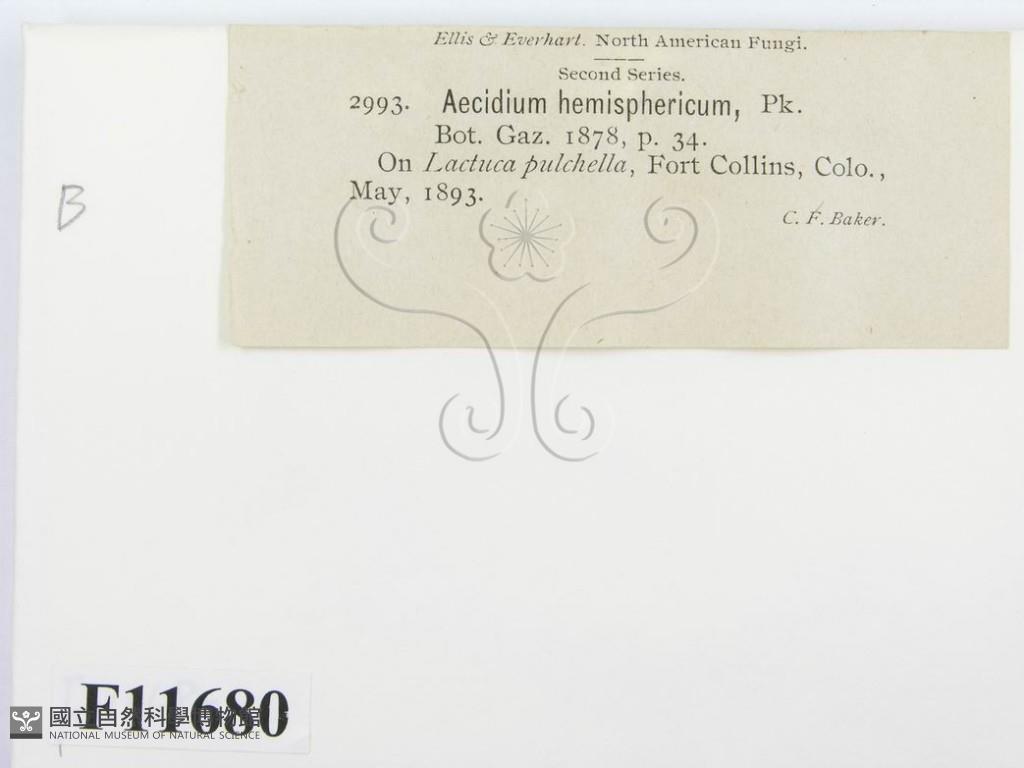 Ellis & Everhart. North American Fungi.
Second Series.
2993. Aecidium hemisphericum, Pk.
Bot. Gaz. 1878, p. 34.
On Lactuca pulchella, Fort Collins, Colo.,
May, 1893.
C. F. Baker.
B
F11680
國立自然科學博物館
NATIONAL MUSEUM OF NATURAL SCIENCE